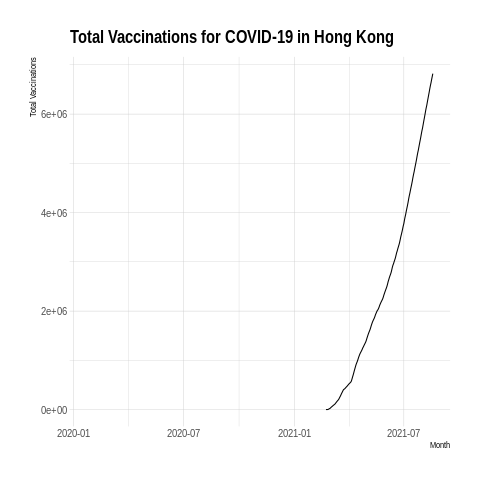 Total Vaccinations for COVID-19 in Hong Kong
Total Vaccinations
6e+06
4e+06
2e+06
0e+00
2020-01 2020-07 2021-01 2021-07
Month